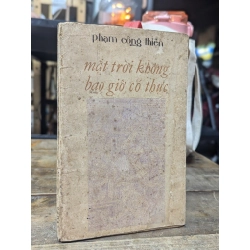 phạm công thiện
mặt trời không
bao giờ có thực